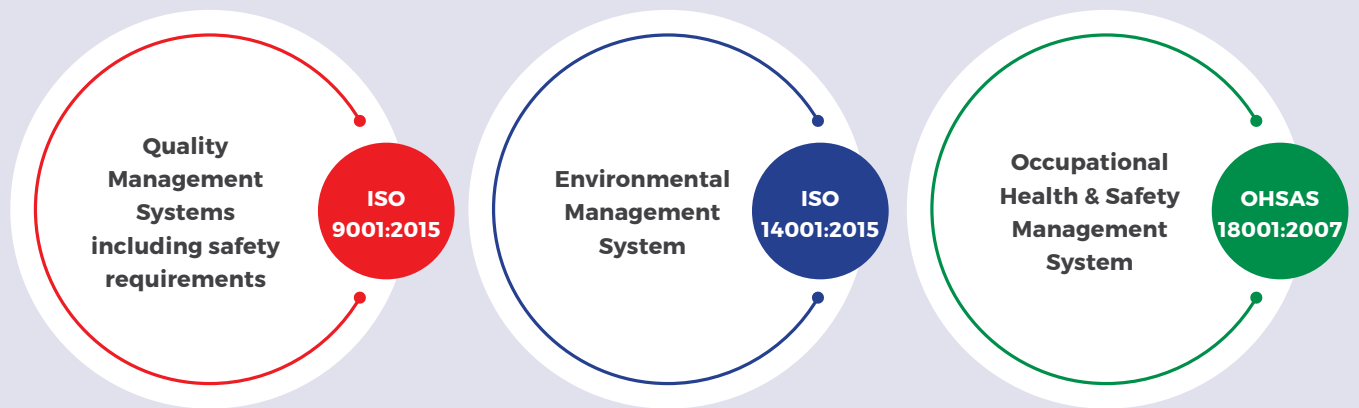 Quality
Management
Systems
including safety
requirements
ISO
9001:2015
Environmental
Management
System
ISO
14001:2015
Occupational
Health & Safety
Management
System
OHSAS
18001:2007